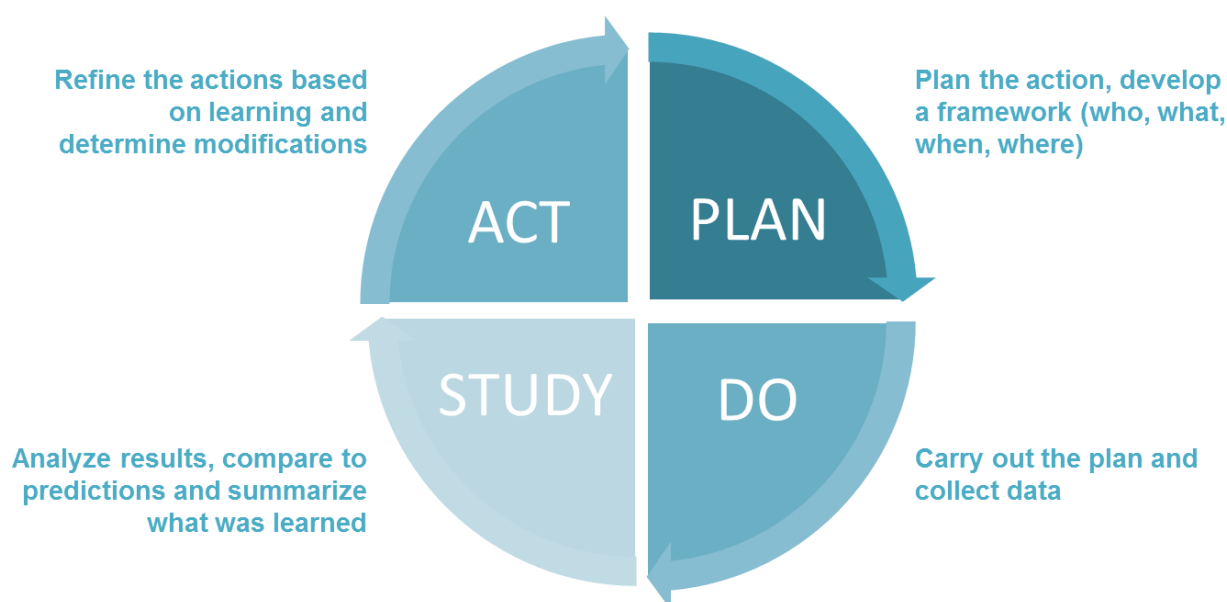 Refine the actions based
on learning and
determine modifications
ACT
PLAN
Plan the action, develop
a framework (who, what,
when, where)
STUDY
DO
Analyze results, compare to
predictions and summarize
what was learned
Carry out the plan and
collect data